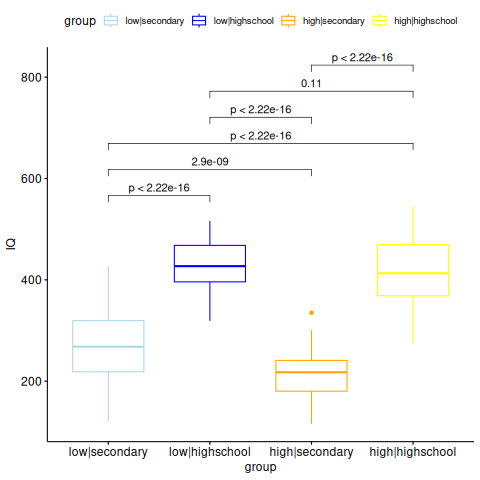 group low|secondary low|highschool high|secondary high|highschool
p < 2.22e-16
0.11
p < 2.22e-16
p < 2.22e-16
2.9e-09
p < 2.22e-16
800
600
400
200
IQ
low|secondary low|highschool high|secondary high|highschool
group